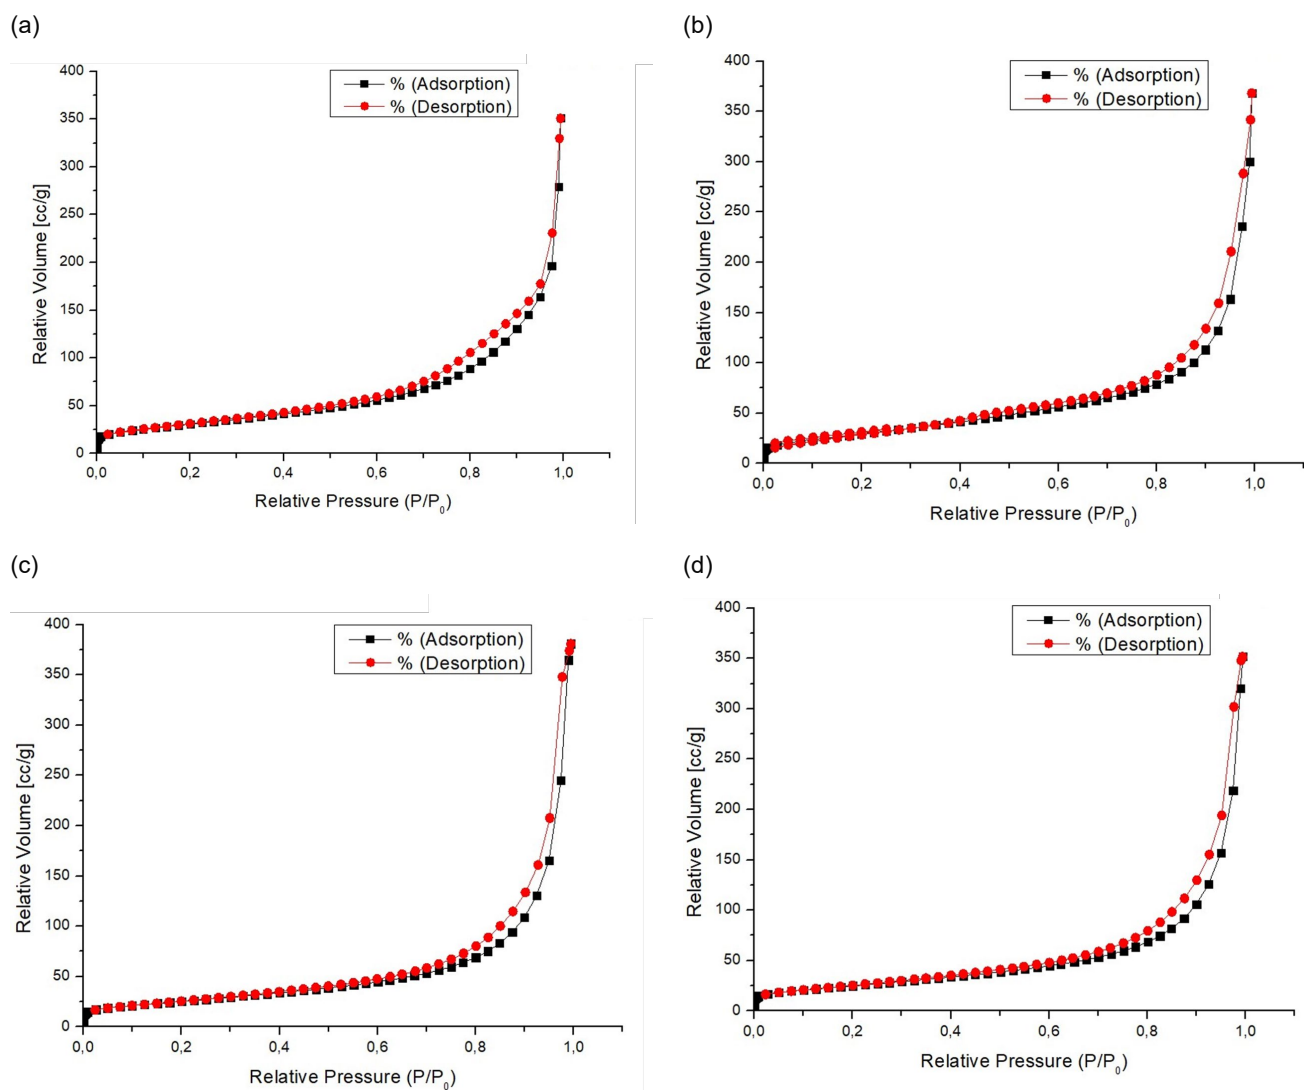 (a)
(b)
% (Adsorption)
% (Desorption)
Relative Volume [cc/g]
400
350
300
250
200
150
100
50
0
0,0 0,2 0,4 0,6 0,8 1,0
Relative Pressure (P/P0)
% (Adsorption)
% (Desorption)
Relative Volume [cc/g]
400
350
300
250
200
150
100
50
0
0,0 0,2 0,4 0,6 0,8 1,0
Relative Pressure (P/P0)
(c)
(d)
% (Adsorption)
% (Desorption)
Relative Volume [cc/g]
400
350
300
250
200
150
100
50
0
0,0 0,2 0,4 0,6 0,8 1,0
Relative Pressure (P/P0)
% (Adsorption)
% (Desorption)
Relative Volume [cc/g]
400
350
300
250
200
150
100
50
0
0,0 0,2 0,4 0,6 0,8 1,0
Relative Pressure (P/P0)